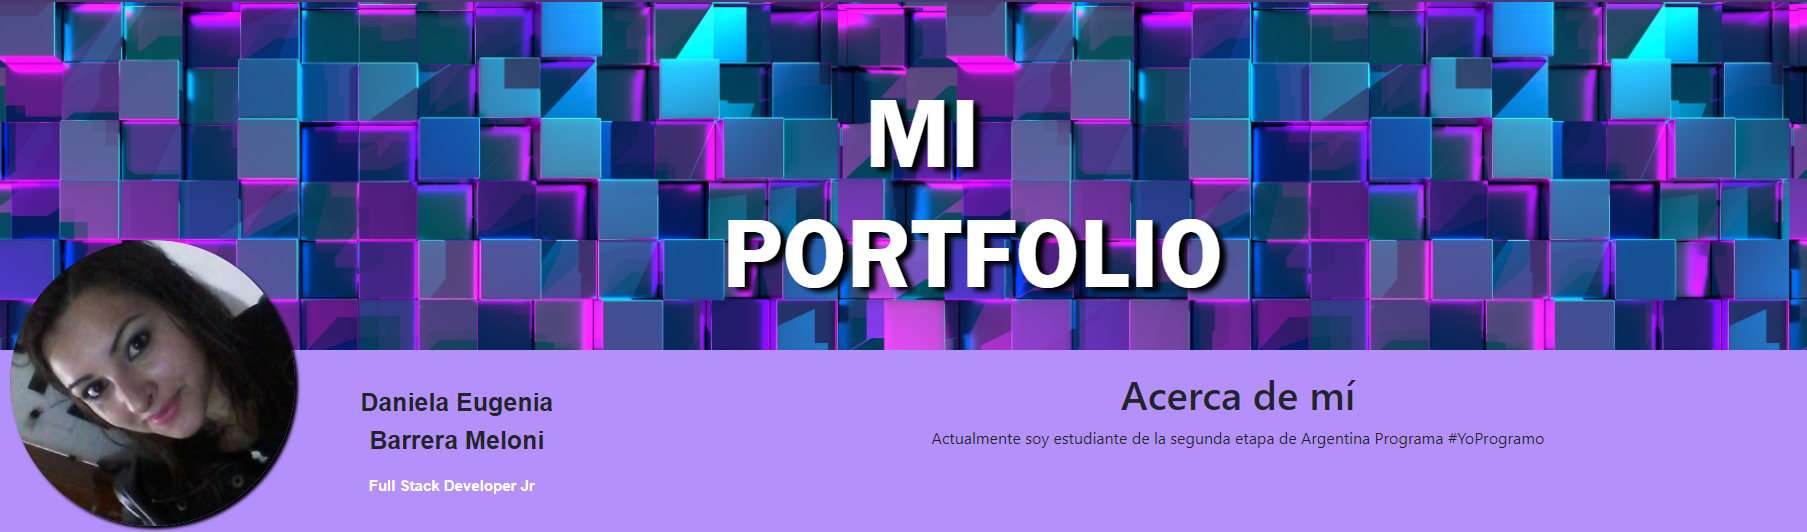 MI
PORTFOLIO
Daniela Eugenia
Barrera Meloni
Full Stack Developer Jr
Acerca de mí
Actualmente soy estudiante de la segunda etapa de Argentina Programa #YoProgramo